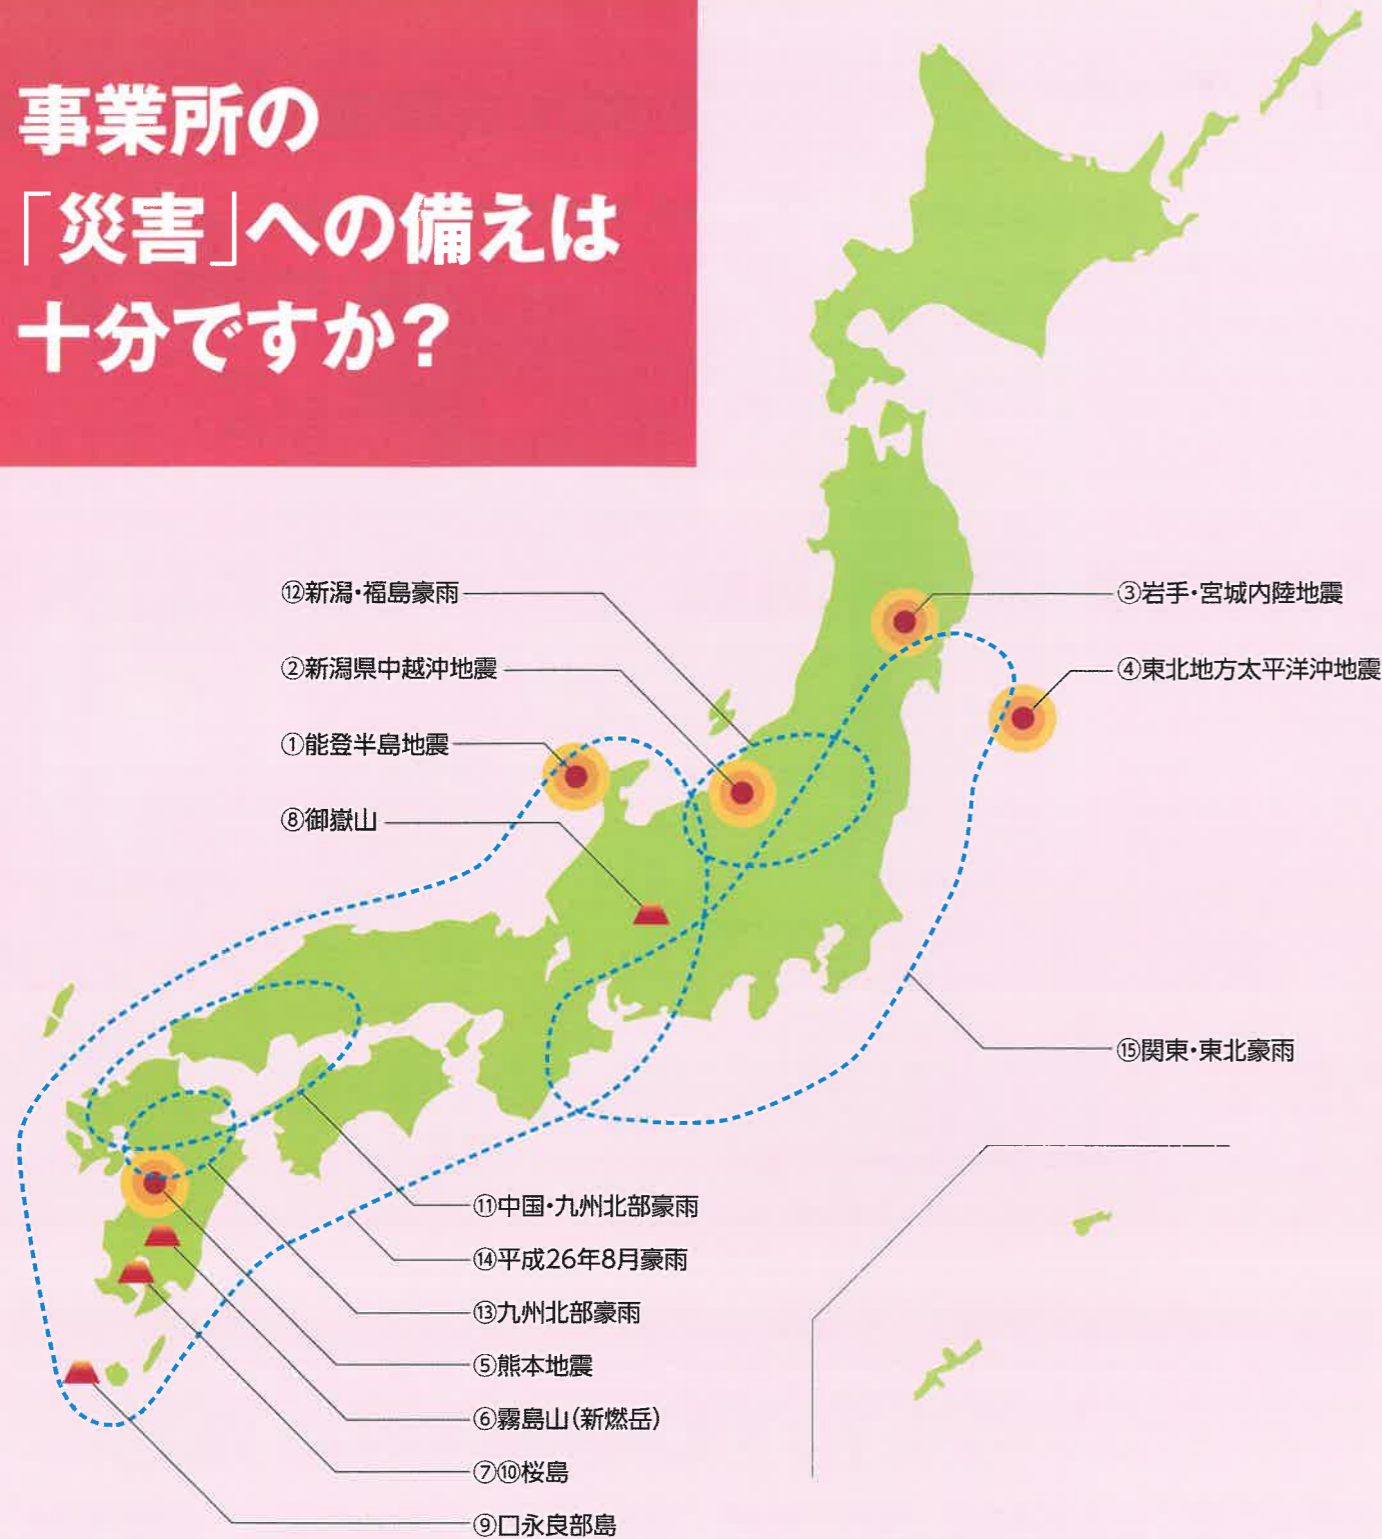 事業所の
「災害」への備えは
十分ですか?
⑫新潟・福島豪雨
②新潟県中越沖地震
①能登半島地震
⑧御嶽山
③岩手・宮城内陸地震
④東北地方太平洋沖地震
⑮関東・東北豪雨
⑪中国・九州北部豪雨
⑭平成26年8月豪雨
⑬九州北部豪雨
⑤熊本地震
⑥霧島山(新燃岳)
⑦⑩桜島
⑨口永良部島